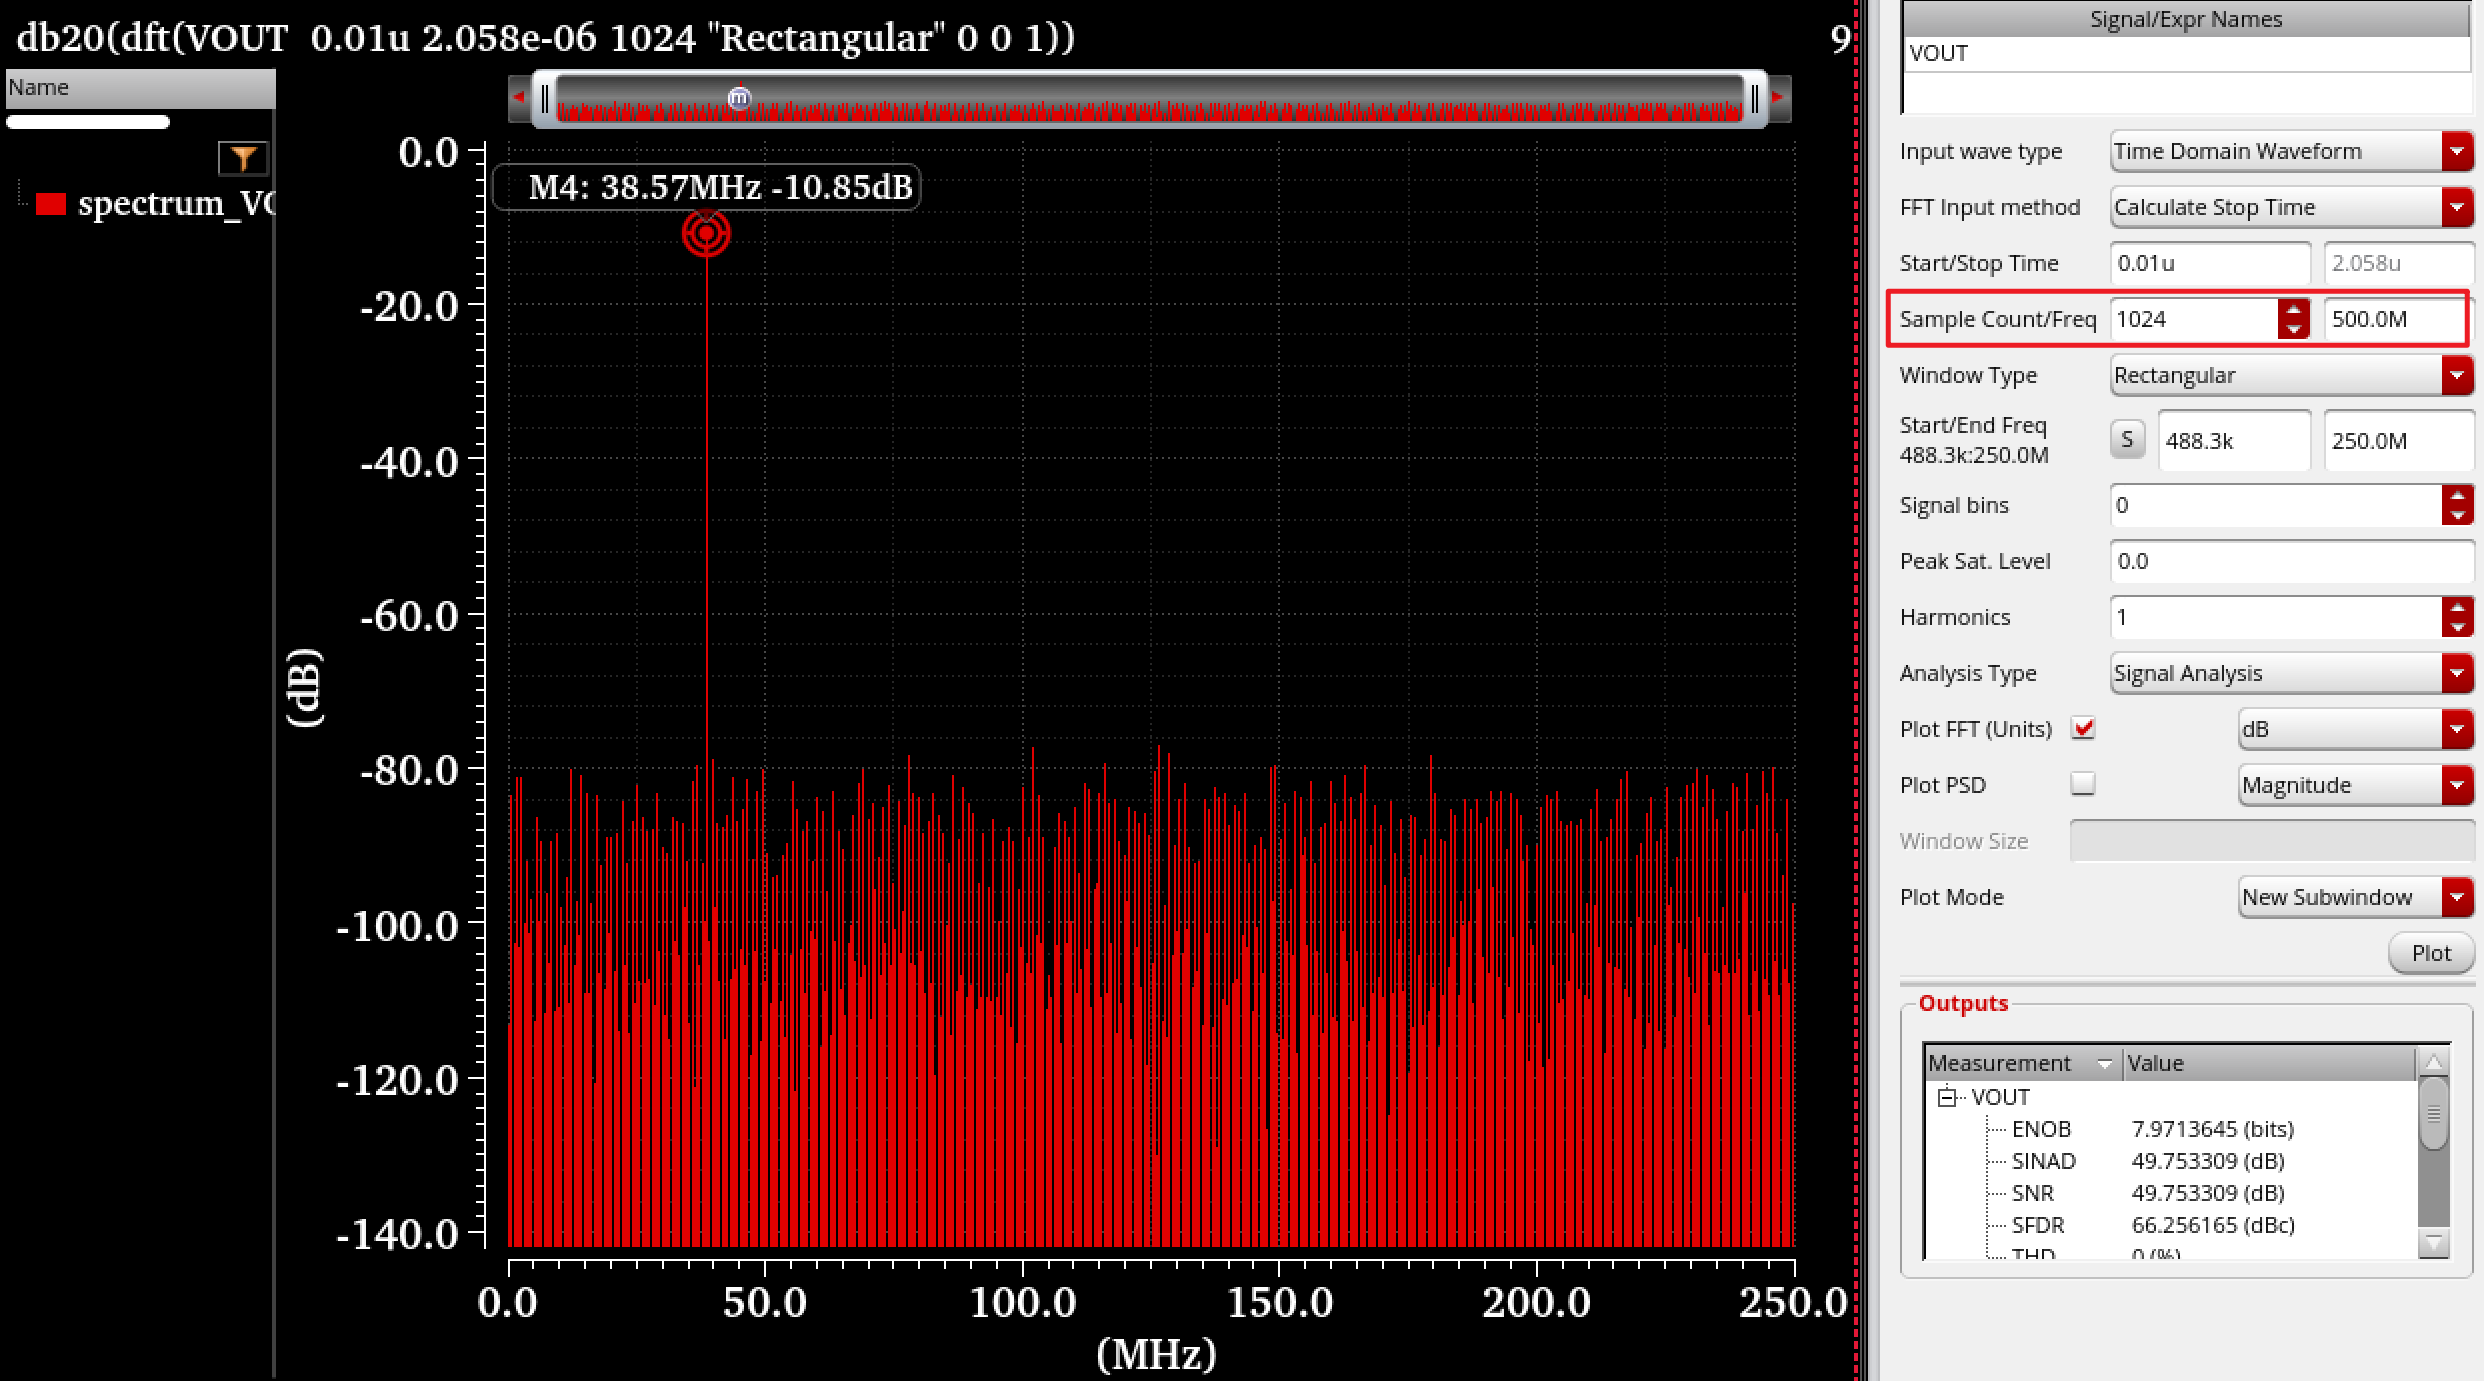 db20(dft(VOUT  0.01u 2.058e-06 1024 "Rectangular" 0 0 1))
9
Name
spectrum_VO
m
M4: 38.57MHz -10.85dB
0.0
-20.0
-40.0
-60.0
-80.0
-100.0
-120.0
-140.0
(dB)
0.0 50.0 100.0 150.0 200.0 250.0
(MHz)
Signal/Expr Names
VOUT
Input wave type Time Domain Waveform
FFT Input method Calculate Stop Time
Start/Stop Time 0.01u 2.058u
Sample Count/Freq 1024 500.0M
Window Type Rectangular
Start/End Freq
488.3k:250.0M S 488.3k 250.0M
Signal bins 0
Peak Sat. Level 0.0
Harmonics 1
Analysis Type Signal Analysis
Plot FFT (Units) dB
Plot PSD Magnitude
Window Size
Plot Mode New Subwindow
Plot
Outputs
Measurement Value
VOUT
ENOB 7.9713645 (bits)
SINAD 49.753309 (dB)
SNR 49.753309 (dB)
SFDR 66.256165 (dBc)
THD 0 (%)